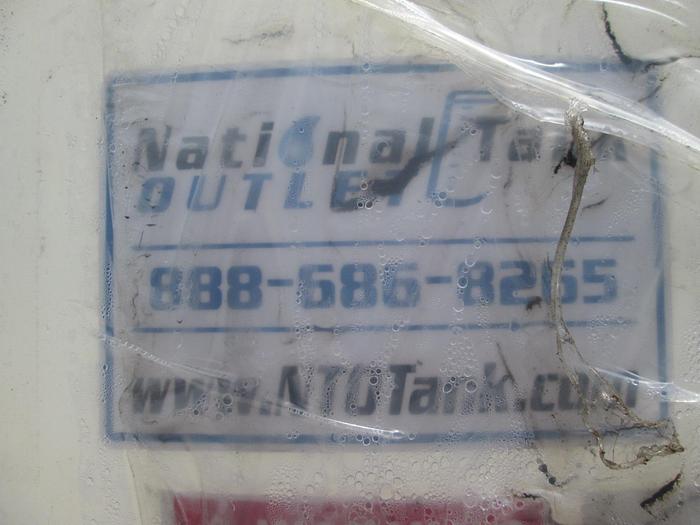 National Tank
OUTLET
888-686-8265
www.NTOTank.com